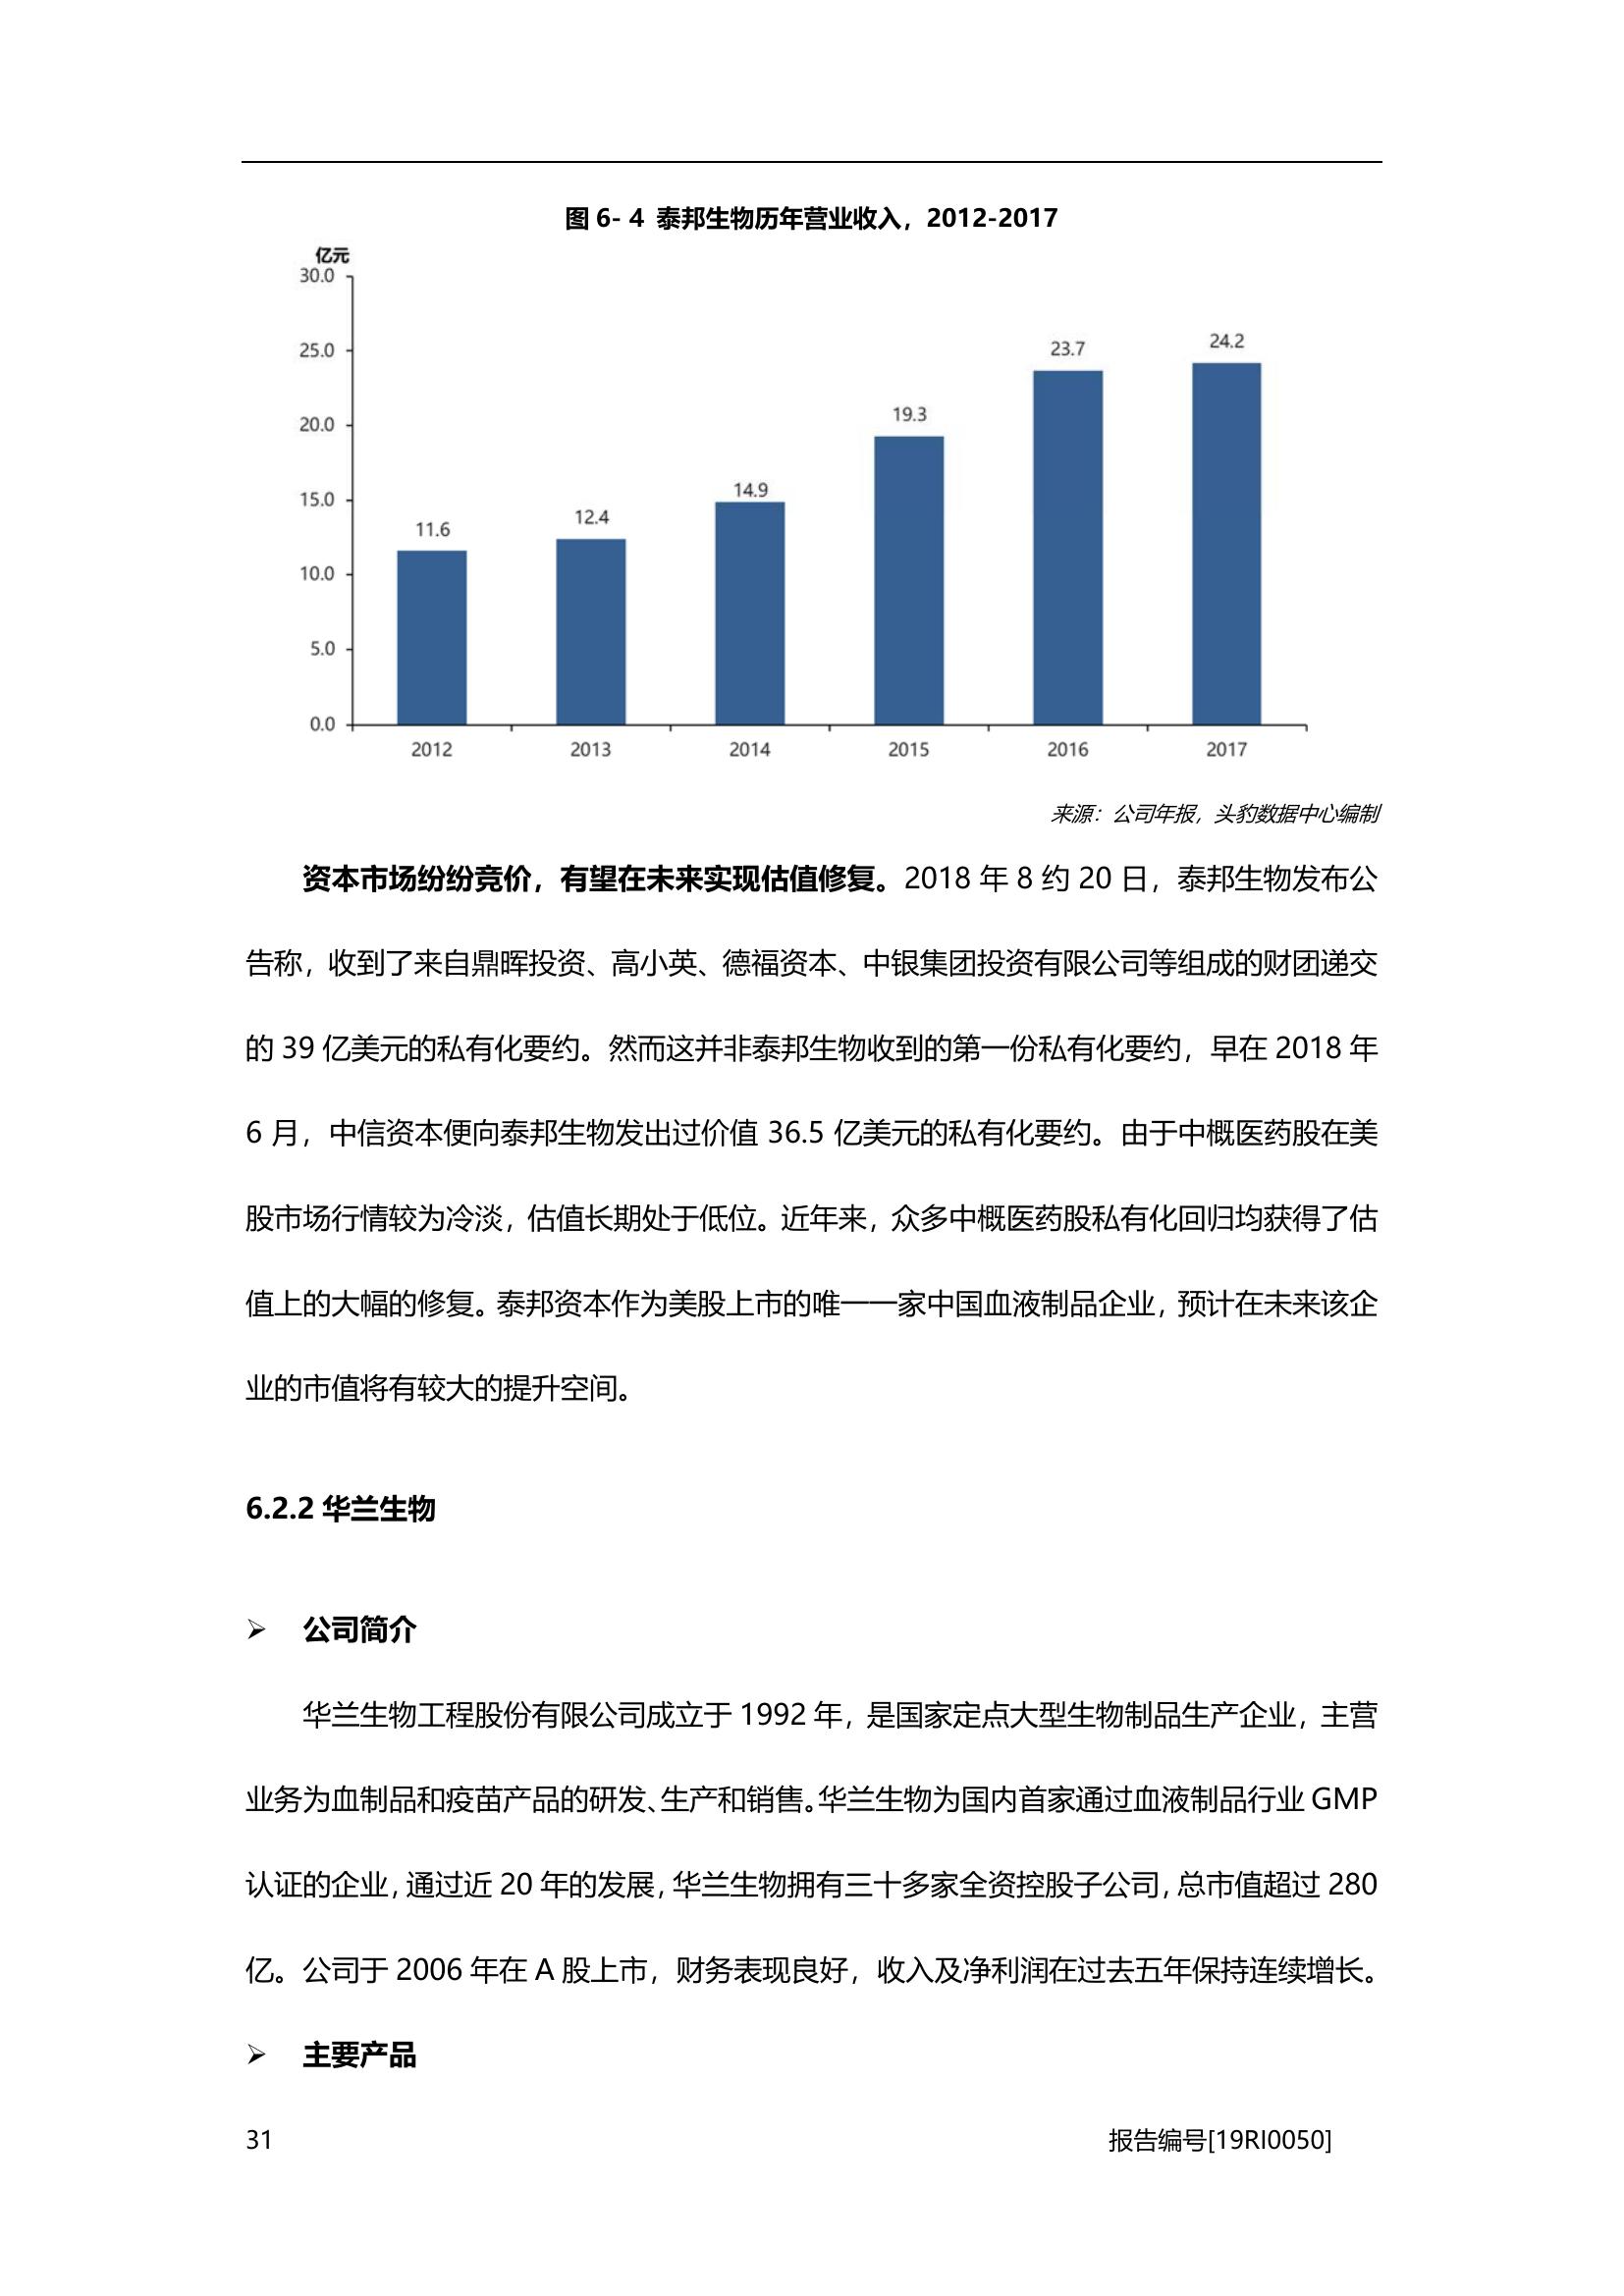 图 6- 4 泰邦生物历年营业收入，2012-2017
亿元
30.0
25.0
20.0
15.0
10.0
5.0
0.0
11.6
12.4
14.9
19.3
23.7
24.2
2012 2013 2014 2015 2016 2017
来源：公司年报，头豹数据中心编制
资本市场纷纷竞价，有望在未来实现估值修复。2018 年 8 约 20 日，泰邦生物发布公
告称，收到了来自鼎晖投资、高小英、德福资本、中银集团投资有限公司等组成的财团递交
的 39 亿美元的私有化要约。然而这并非泰邦生物收到的第一份私有化要约，早在 2018 年
6 月，中信资本便向泰邦生物发出过价值 36.5 亿美元的私有化要约。由于中概医药股在美
股市场行情较为冷淡，估值长期处于低位。近年来，众多中概医药股私有化回归均获得了估
值上的大幅的修复。泰邦资本作为美股上市的唯一一家中国血液制品企业，预计在未来该企
业的市值将有较大的提升空间。
6.2.2 华兰生物
➢ 公司简介
华兰生物工程股份有限公司成立于 1992 年，是国家定点大型生物制品生产企业，主营
业务为血制品和疫苗产品的研发、生产和销售。华兰生物为国内首家通过血液制品行业 GMP
认证的企业，通过近 20 年的发展，华兰生物拥有三十多家全资控股子公司，总市值超过 280
亿。公司于 2006 年在 A 股上市，财务表现良好，收入及净利润在过去五年保持连续增长。
➢ 主要产品
31 报告编号[19RI0050]